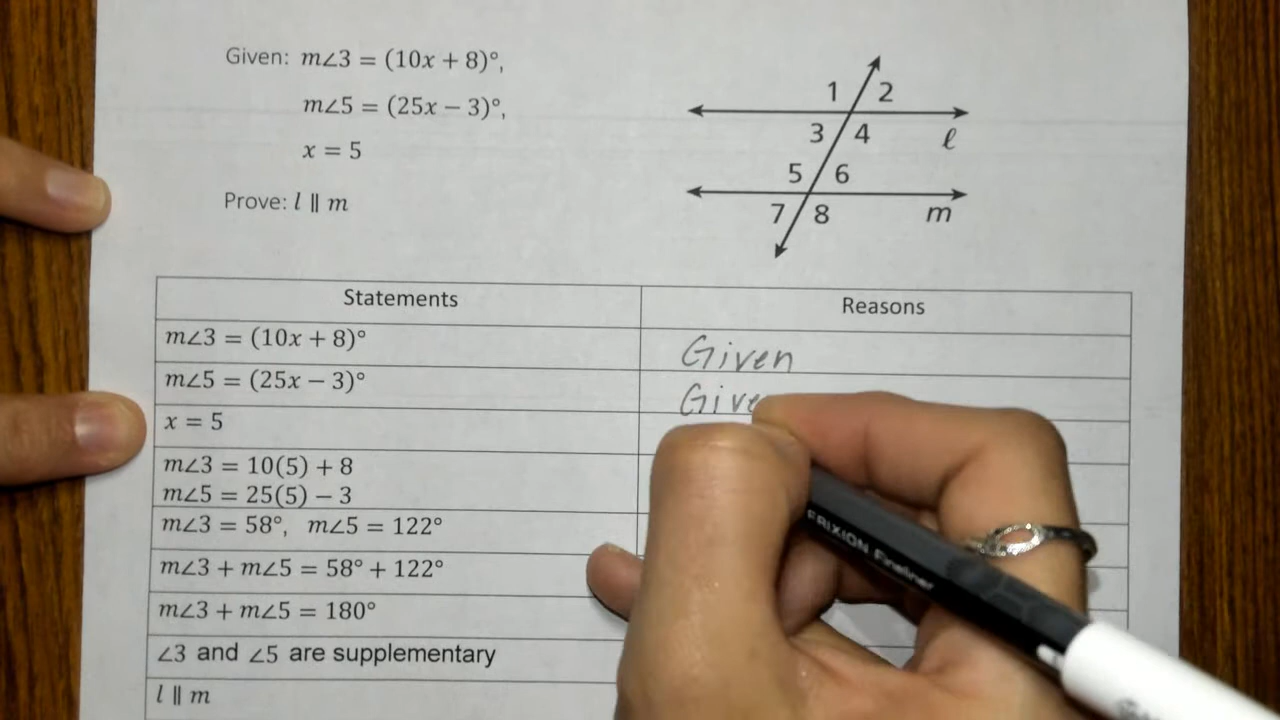 Given: m∠3 = (10x + 8)°,
m∠5 = (25x − 3)°,
x = 5
Prove: l ∥ m
1 2
3 4
ℓ
5 6
7 8
m
Statements Reasons
m∠3 = (10x + 8)° Given
m∠5 = (25x − 3)° Give
x = 5
m∠3 = 10(5) + 8
m∠5 = 25(5) − 3
m∠3 = 58°, m∠5 = 122°
m∠3 + m∠5 = 58° + 122°
m∠3 + m∠5 = 180°
∠3 and ∠5 are supplementary
l ∥ m
FRIXION Fineliner